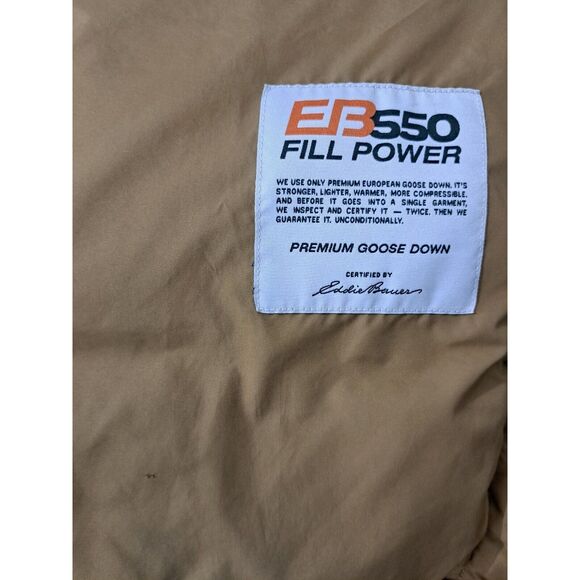 EB650
FILL POWER
WE USE ONLY PREMIUM EUROPEAN GOOSE DOWN. IT'S
STRONGER, LIGHTER, WARMER, MORE COMPRESSIBLE.
AND BEFORE IT GOES INTO A SINGLE GARMENT,
WE INSPECT AND CERTIFY IT — TWICE. THEN WE
GUARANTEE IT. UNCONDITIONALLY.
PREMIUM GOOSE DOWN
CERTIFIED BY
Eddie Bauer